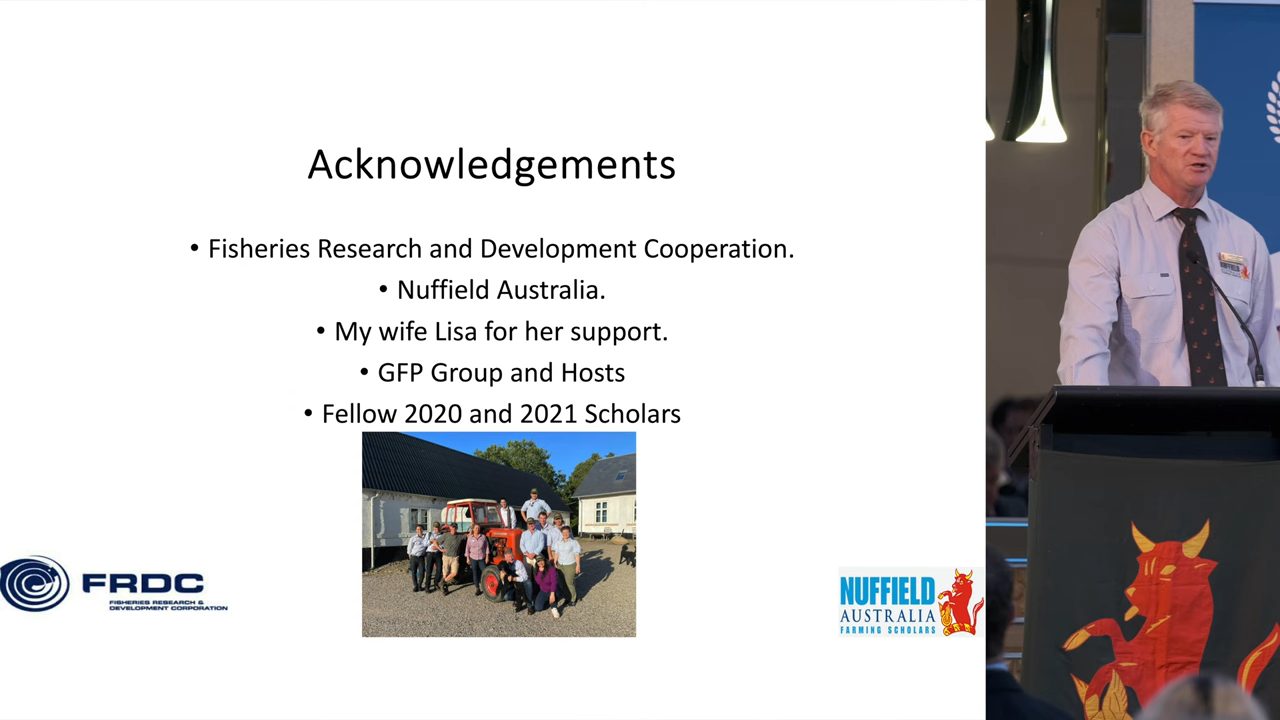 Acknowledgements
• Fisheries Research and Development Cooperation.
• Nuffield Australia.
• My wife Lisa for her support.
• GFP Group and Hosts
• Fellow 2020 and 2021 Scholars
FRDC
FISHERIES RESEARCH &
DEVELOPMENT CORPORATION
NUFFIELD
AUSTRALIA
FARMING SCHOLARS
NUFFIELD